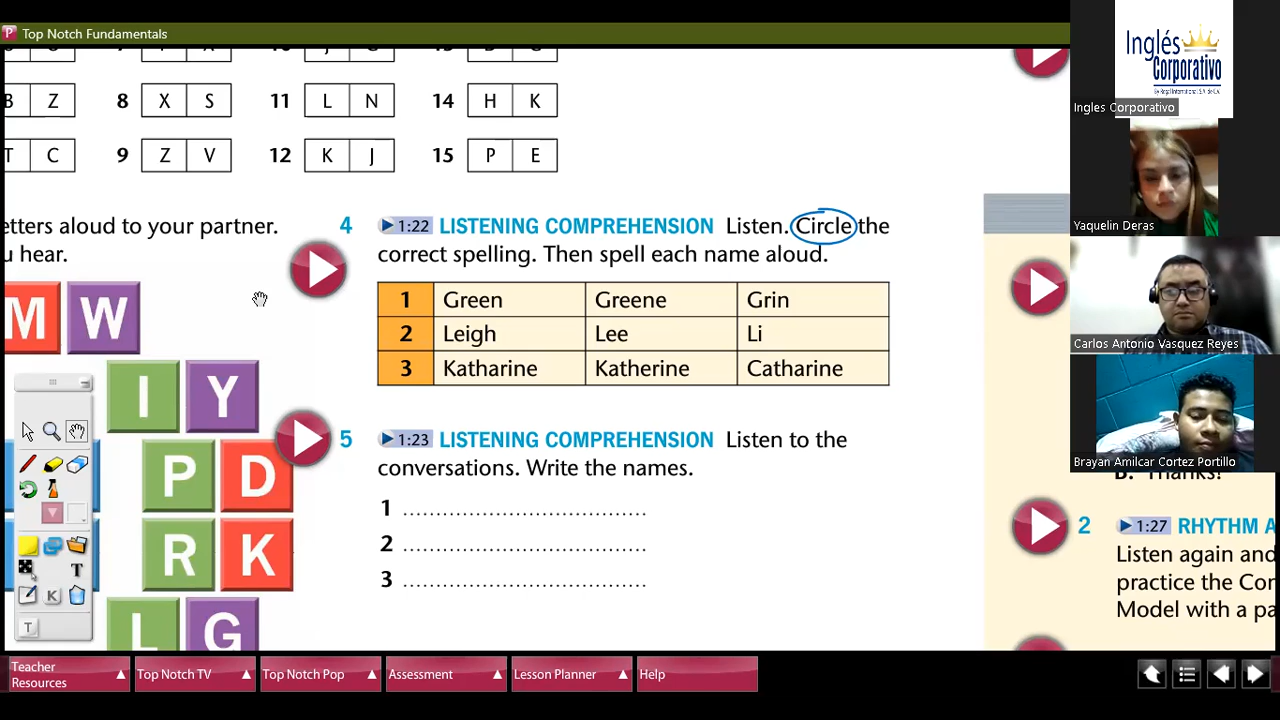 Top Notch Fundamentals
B Z 8 X S 11 L N 14 H K
T C 9 Z V 12 K J 15 P E
etters aloud to your partner.
u hear.
M W
I Y
P D
R K
L G
4 1:22 LISTENING COMPREHENSION Listen. Circle the
correct spelling. Then spell each name aloud.
1 Green Greene Grin
2 Leigh Lee Li
3 Katharine Katherine Catharine
5 1:23 LISTENING COMPREHENSION Listen to the
conversations. Write the names.
1 ........................................
2 ........................................
3 ........................................
B: Thanks!
2 1:27 RHYTHM A
Listen again and
practice the Con
Model with a pa
T
K
T
Teacher
Resources
Top Notch TV
Top Notch Pop
Assessment
Lesson Planner
Help
Inglés
Corporativo
Ingles Corporativo
Yaquelin Deras
Carlos Antonio Vasquez Reyes
Brayan Amilcar Cortez Portillo